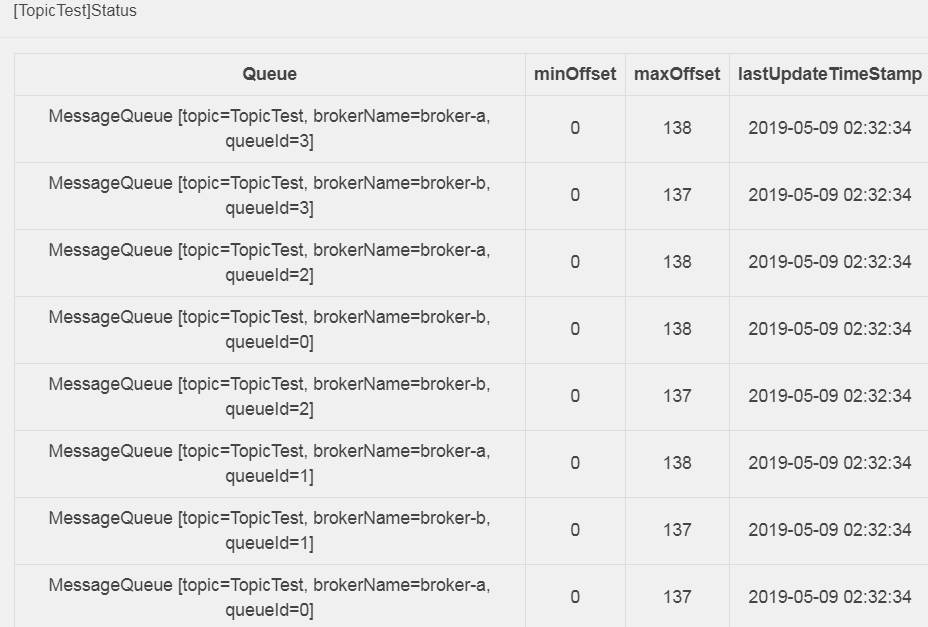 [TopicTest]Status
Queue minOffset maxOffset lastUpdateTimeStamp
MessageQueue [topic=TopicTest, brokerName=broker-a,
queueId=3] 0 138 2019-05-09 02:32:34
MessageQueue [topic=TopicTest, brokerName=broker-b,
queueId=3] 0 137 2019-05-09 02:32:34
MessageQueue [topic=TopicTest, brokerName=broker-a,
queueId=2] 0 138 2019-05-09 02:32:34
MessageQueue [topic=TopicTest, brokerName=broker-b,
queueId=0] 0 138 2019-05-09 02:32:34
MessageQueue [topic=TopicTest, brokerName=broker-b,
queueId=2] 0 137 2019-05-09 02:32:34
MessageQueue [topic=TopicTest, brokerName=broker-a,
queueId=1] 0 138 2019-05-09 02:32:34
MessageQueue [topic=TopicTest, brokerName=broker-b,
queueId=1] 0 137 2019-05-09 02:32:34
MessageQueue [topic=TopicTest, brokerName=broker-a,
queueId=0] 0 137 2019-05-09 02:32:34